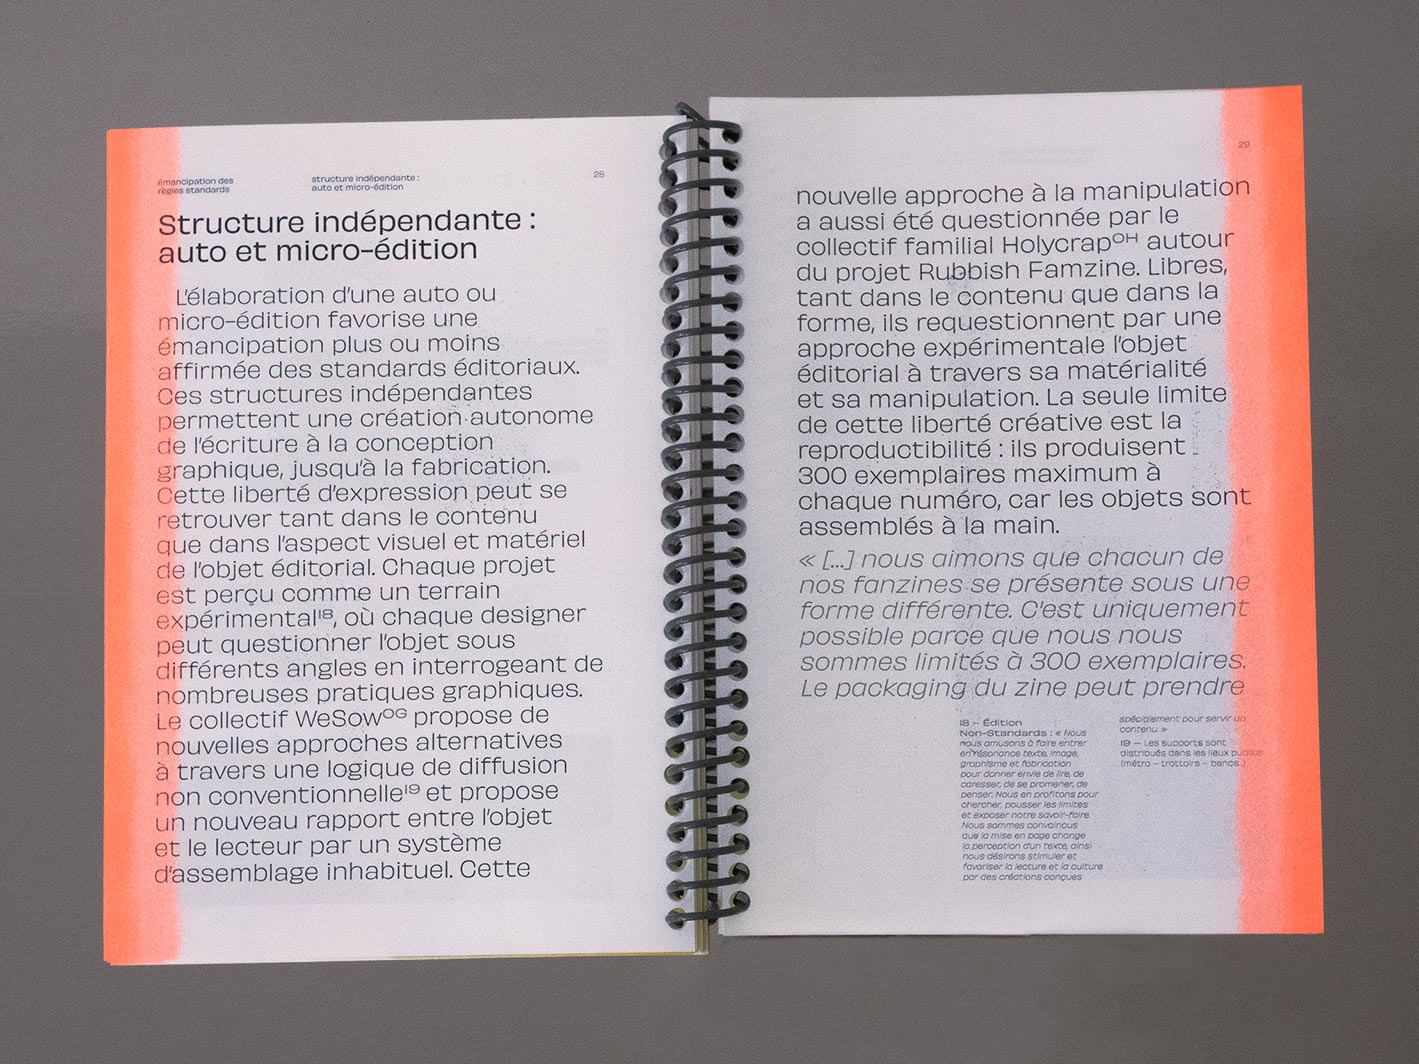 émancipation des
règles standards
structure indépendante :
auto et micro-édition
28
Structure indépendante :
auto et micro-édition
L’élaboration d’une auto ou
micro-édition favorise une
émancipation plus ou moins
affirmée des standards éditoriaux.
Ces structures indépendantes
permettent une création autonome
de l’écriture à la conception
graphique, jusqu’à la fabrication.
Cette liberté d’expression peut se
retrouver tant dans le contenu
que dans l’aspect visuel et matériel
de l’objet éditorial. Chaque projet
est perçu comme un terrain
expérimental¹⁸, où chaque designer
peut questionner l’objet sous
différents angles en interrogeant de
nombreuses pratiques graphiques.
Le collectif WeSowᴼᴳ propose de
nouvelles approches alternatives
à travers une logique de diffusion
non conventionnelle¹⁹ et propose
un nouveau rapport entre l’objet
et le lecteur par un système
d’assemblage inhabituel. Cette
29
nouvelle approche à la manipulation
a aussi été questionnée par le
collectif familial Holycrapᴼᴴ autour
du projet Rubbish Famzine. Libres,
tant dans le contenu que dans la
forme, ils requestionnent par une
approche expérimentale l’objet
éditorial à travers sa matérialité
et sa manipulation. La seule limite
de cette liberté créative est la
reproductibilité : ils produisent
300 exemplaires maximum à
chaque numéro, car les objets sont
assemblés à la main.
« [...] nous aimons que chacun de
nos fanzines se présente sous une
forme différente. C’est uniquement
possible parce que nous nous
sommes limités à 300 exemplaires.
Le packaging du zine peut prendre
18 – Édition
Non-Standards : « Nous
nous amusons à faire entrer
en résonance texte, image,
graphisme et fabrication
pour donner envie de lire, de
caresser, de se promener, de
penser. Nous en profitons pour
chercher, pousser les limites
et exposer notre savoir-faire.
Nous sommes convaincus
que la mise en page change
la perception d’un texte, ainsi
nous désirons stimuler et
favoriser la lecture et la culture
par des créations conçues
spécialement pour servir un
contenu. »
19 – Les supports sont
distribués dans les lieux publics
(métro – trottoirs – bancs...)